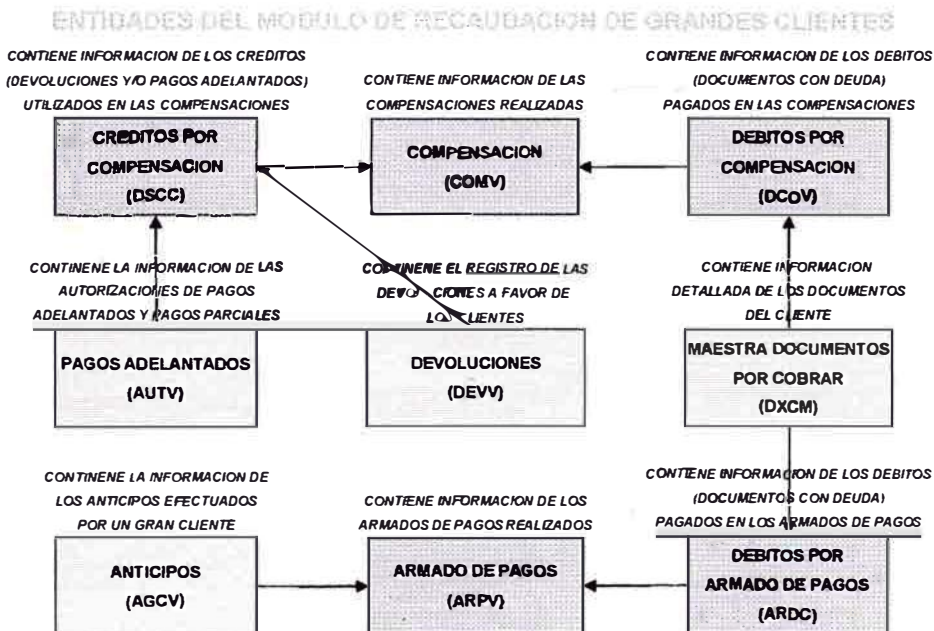 ENTIDADES DEL MODULO DE RECAUDACION DE GRANDES CLIENTES
CONTIENE INFORMACION DE LOS CREDITOS
(DEVOLUCIONES Y/O PAGOS ADELANTADOS)
UTILIZADOS EN LAS COMPENSACIONES
CREDITOS POR
COMPENSACION
(DSCC)
CONTIENE INFORMACION DE LAS
COMPENSACIONES REALIZADAS
COMPENSACION
(COMV)
CONTIENE INFORMACION DE LOS DEBITOS
(DOCUMENTOS CON DEUDA)
PAGADOS EN LAS COMPENSACIONES
DEBITOS POR
COMPENSACION
(DCOV)
CONTINENE LA INFORMACION DE LAS
AUTORIZACIONES DE PAGOS
ADELANTADOS Y PAGOS PARCIALES
PAGOS ADELANTADOS
(AUTV)
CONTINENE EL REGISTRO DE LAS
A FAVOR DE
DEVOLUCIONES
(DEVV)
CONTIENE INFORMACION
DETALLADA DE LOS DOCUMENTOS
DEL CLIENTE
MAESTRA DOCUMENTOS
POR COBRAR
(DXCM)
CONTINENE LA INFORMACION DE
LOS ANTICIPOS EFECTUADOS
POR UN GRAN CLIENTE
ANTICIPOS
(AGCV)
CONTIENE INFORMACION DE LOS
ARMADOS DE PAGOS REALIZADOS
ARMADO DE PAGOS
(ARPV)
CONTIENE INFORMACION DE LOS DEBITOS
(DOCUMENTOS CON DEUDA)
PAGADOS EN LOS ARMADOS DE PAGOS
DEBITOS POR
ARMADO DE PAGOS
(ARDC)